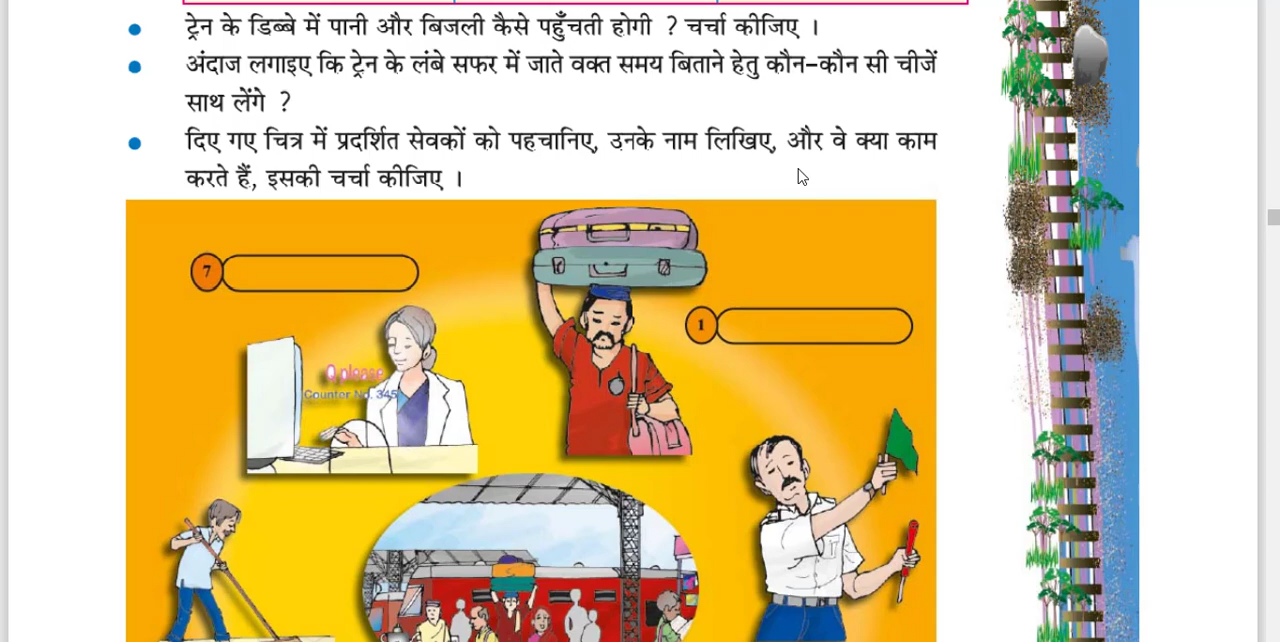 ट्रेन के डिब्बे में पानी और बिजली कैसे पहुँचती होगी ? चर्चा कीजिए ।
अंदाज लगाइए कि ट्रेन के लंबे सफर में जाते वक्त समय बिताने हेतु कौन-कौन सी चीजें
साथ लेंगे ?
दिए गए चित्र में प्रदर्शित सेवकों को पहचानिए, उनके नाम लिखिए, और वे क्या काम
करते हैं, इसकी चर्चा कीजिए ।
7
1
Q please
Counter No. 345